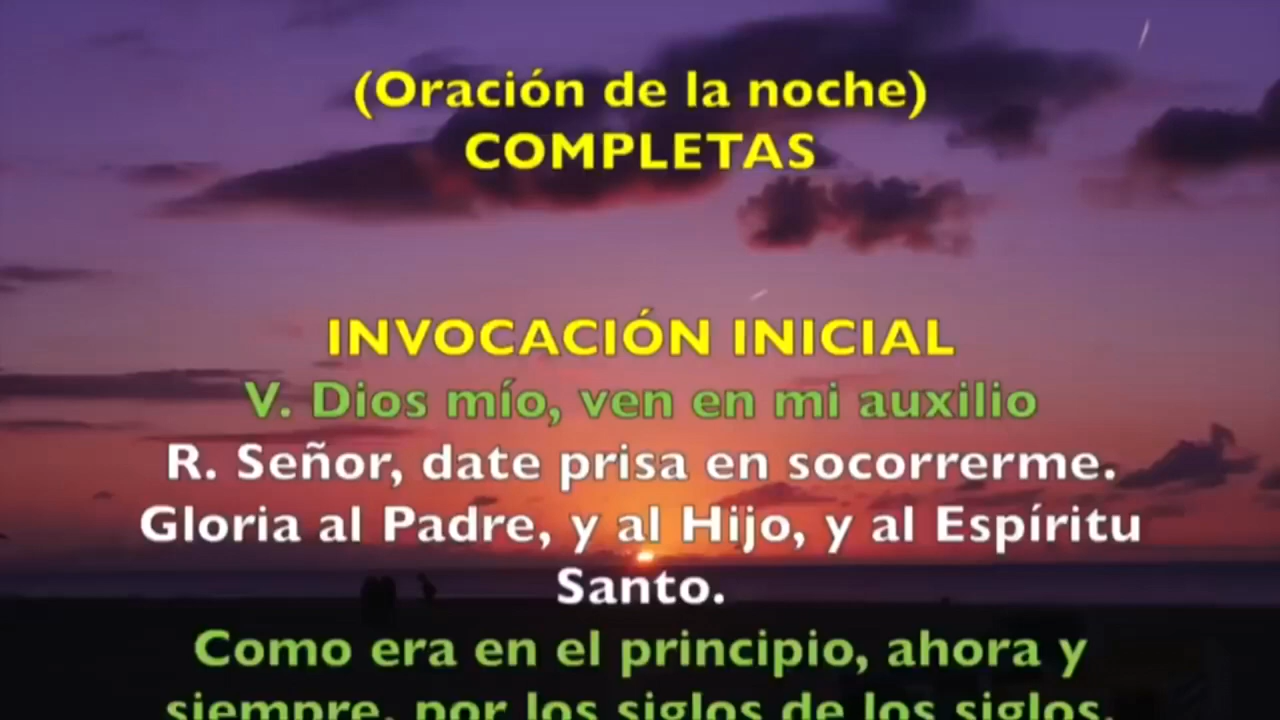 (Oración de la noche)
COMPLETAS
INVOCACIÓN INICIAL
V. Dios mío, ven en mi auxilio
R. Señor, date prisa en socorrerme.
Gloria al Padre, y al Hijo, y al Espíritu
Santo.
Como era en el principio, ahora y
siempre, por los siglos de los siglos.